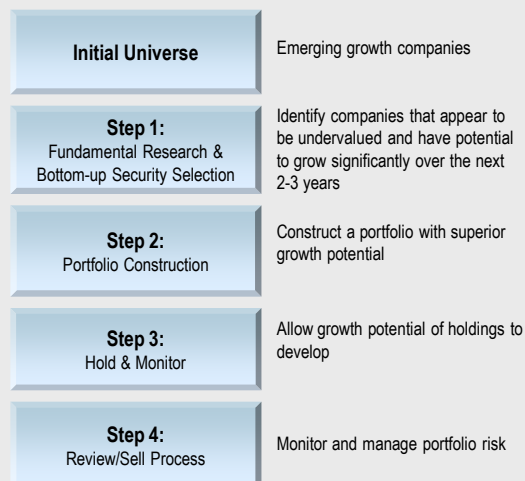 Initial Universe
Emerging growth companies
Step 1:
Fundamental Research &
Bottom-up Security Selection
Identify companies that appear to
be undervalued and have potential
to grow significantly over the next
2-3 years
Step 2:
Portfolio Construction
Construct a portfolio with superior
growth potential
Step 3:
Hold & Monitor
Allow growth potential of holdings to
develop
Step 4:
Review/Sell Process
Monitor and manage portfolio risk